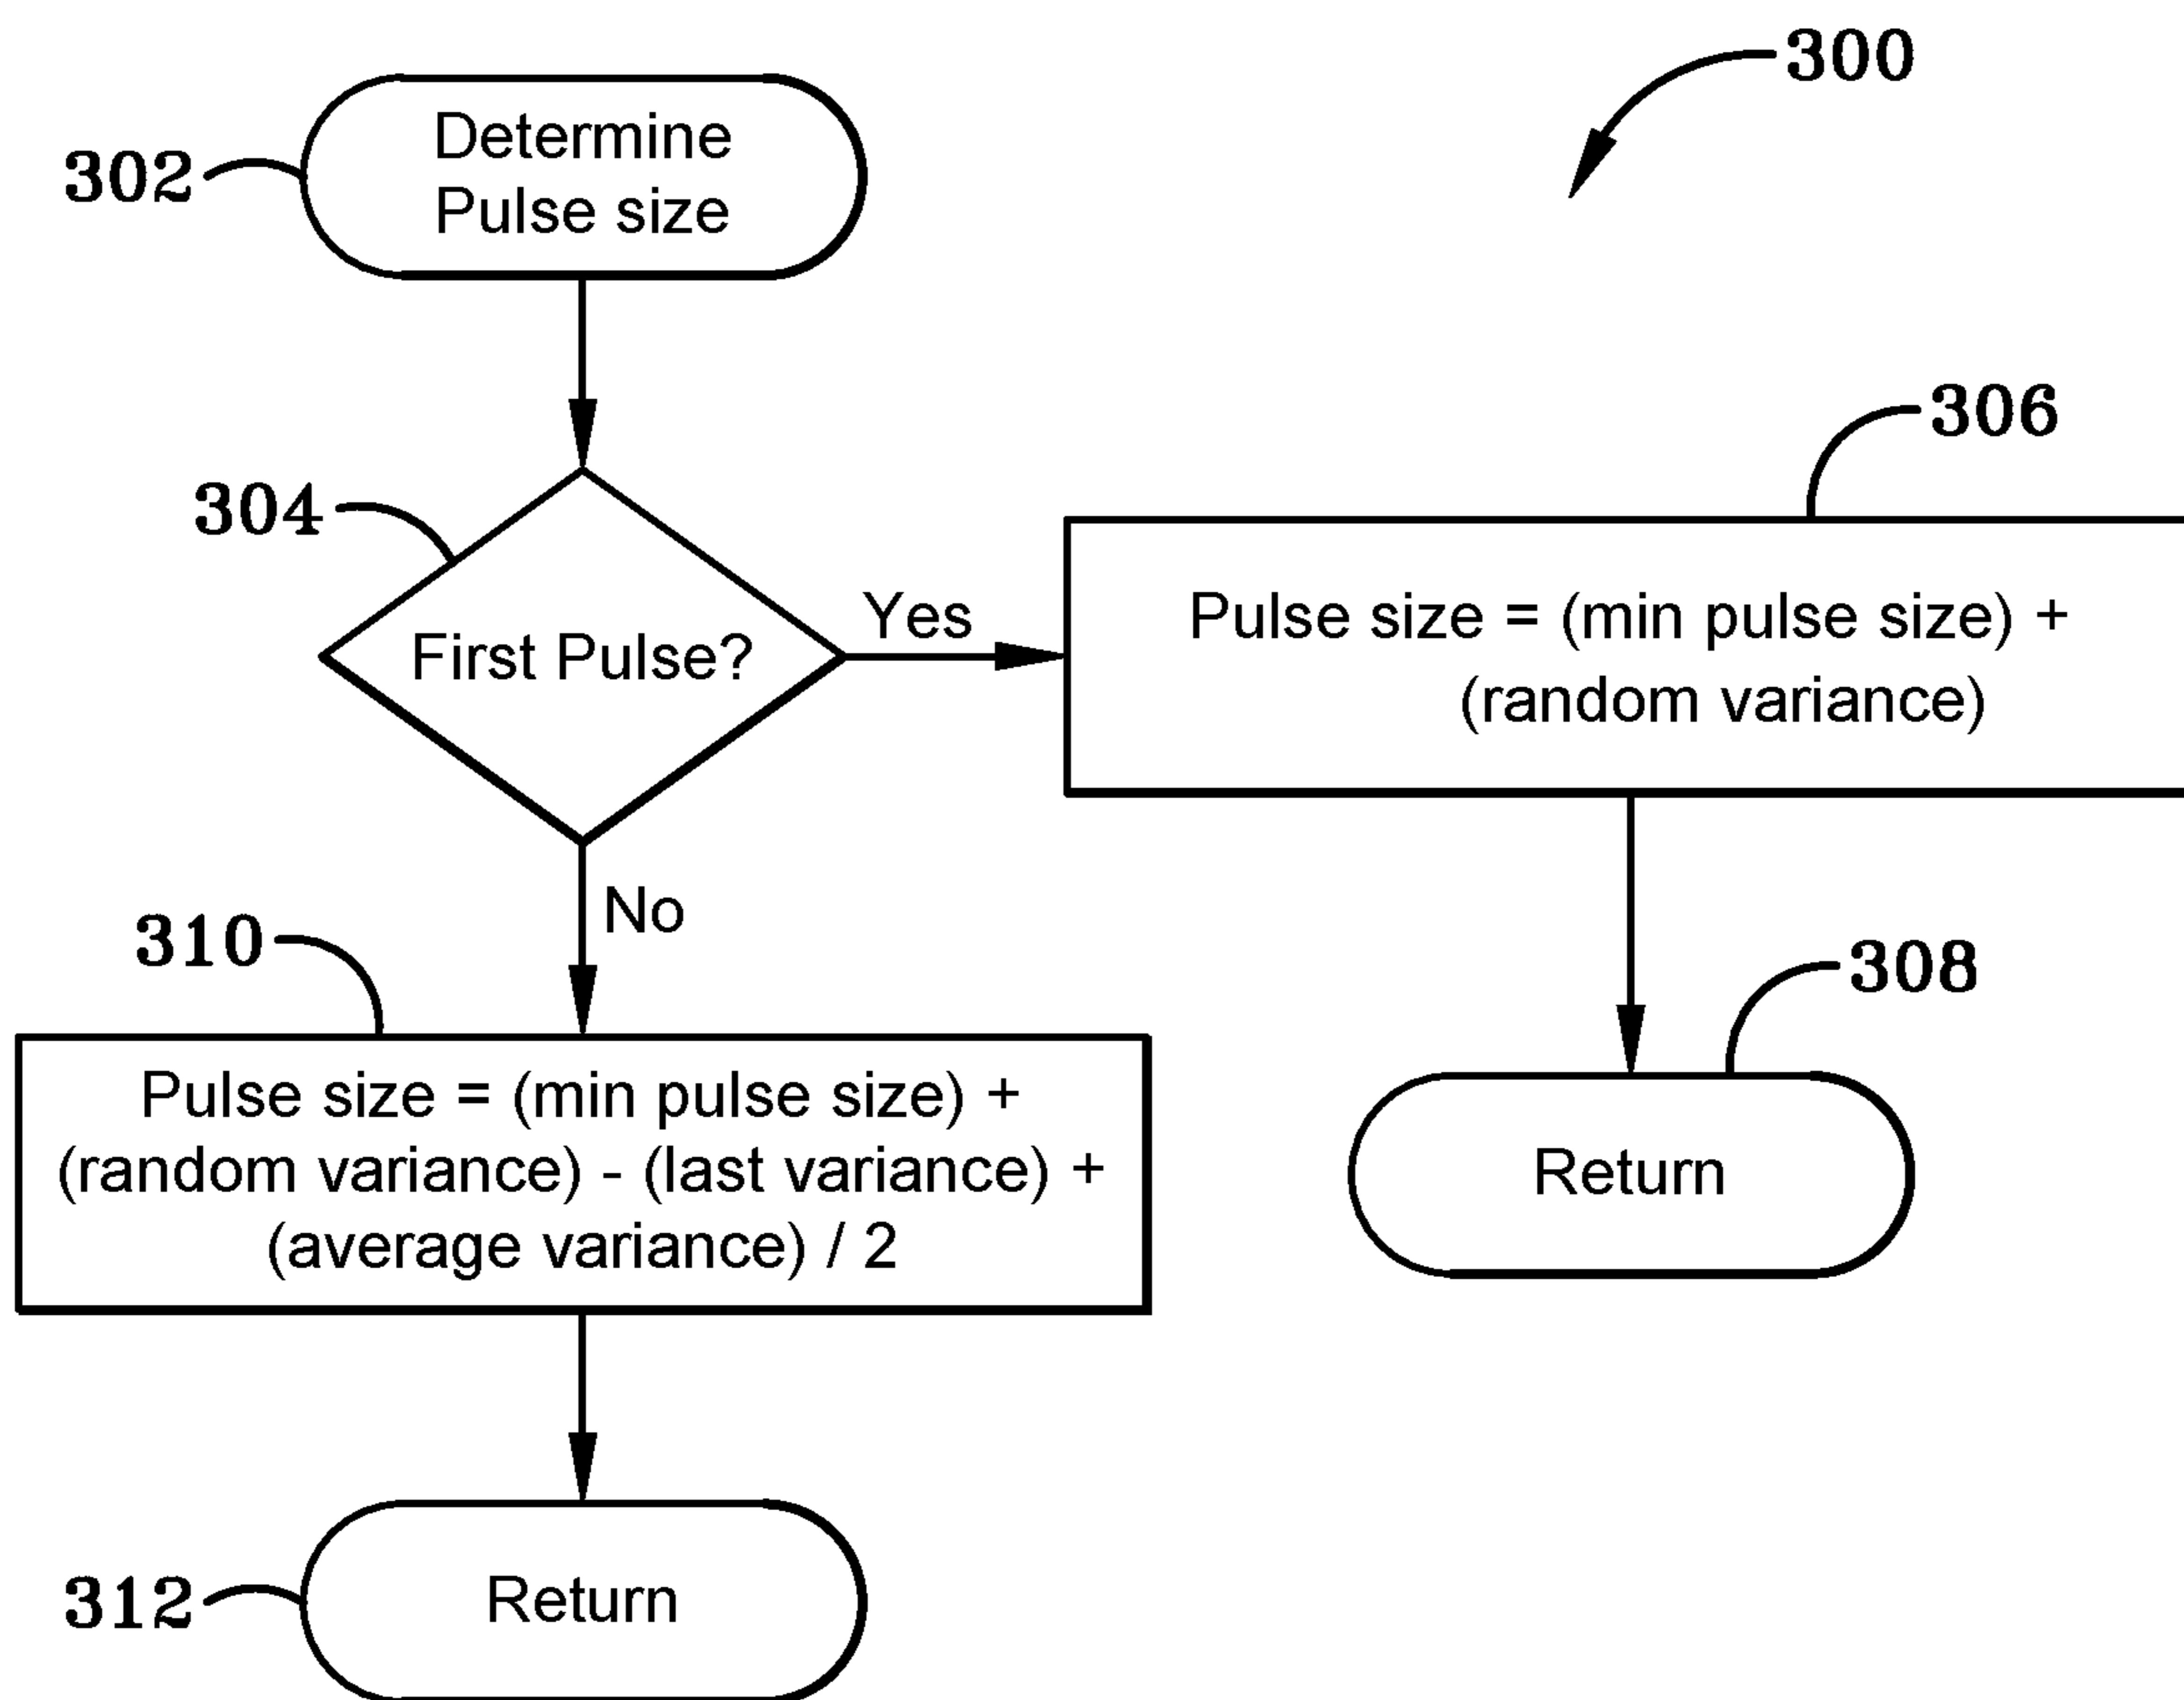 300
302
Determine
Pulse size
304
First Pulse?
Yes
306
Pulse size = (min pulse size) +
(random variance)
No
310
Pulse size = (min pulse size) +
(random variance) - (last variance) +
(average variance) / 2
308
Return
312
Return